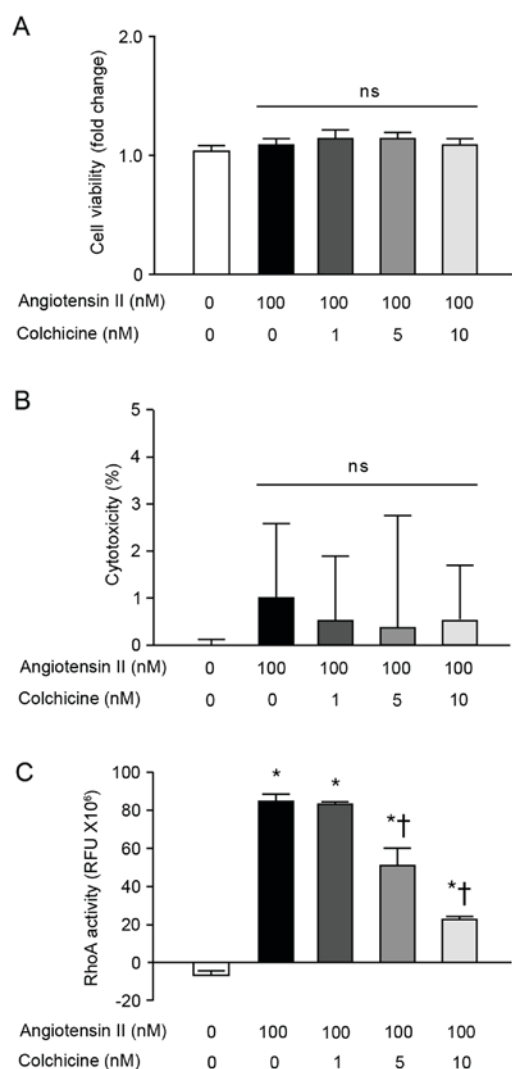 A
Cell viability (fold change)
2.0
1.0
0
ns
Angiotensin II (nM) 0 100 100 100 100
Colchicine (nM) 0 0 1 5 10
B
Cytotoxicity (%)
5
4
3
2
1
0
ns
Angiotensin II (nM) 0 100 100 100 100
Colchicine (nM) 0 0 1 5 10
C
RhoA activity (RFU X10⁶)
100
80
60
40
20
0
-20
*
*
*†
*†
Angiotensin II (nM) 0 100 100 100 100
Colchicine (nM) 0 0 1 5 10